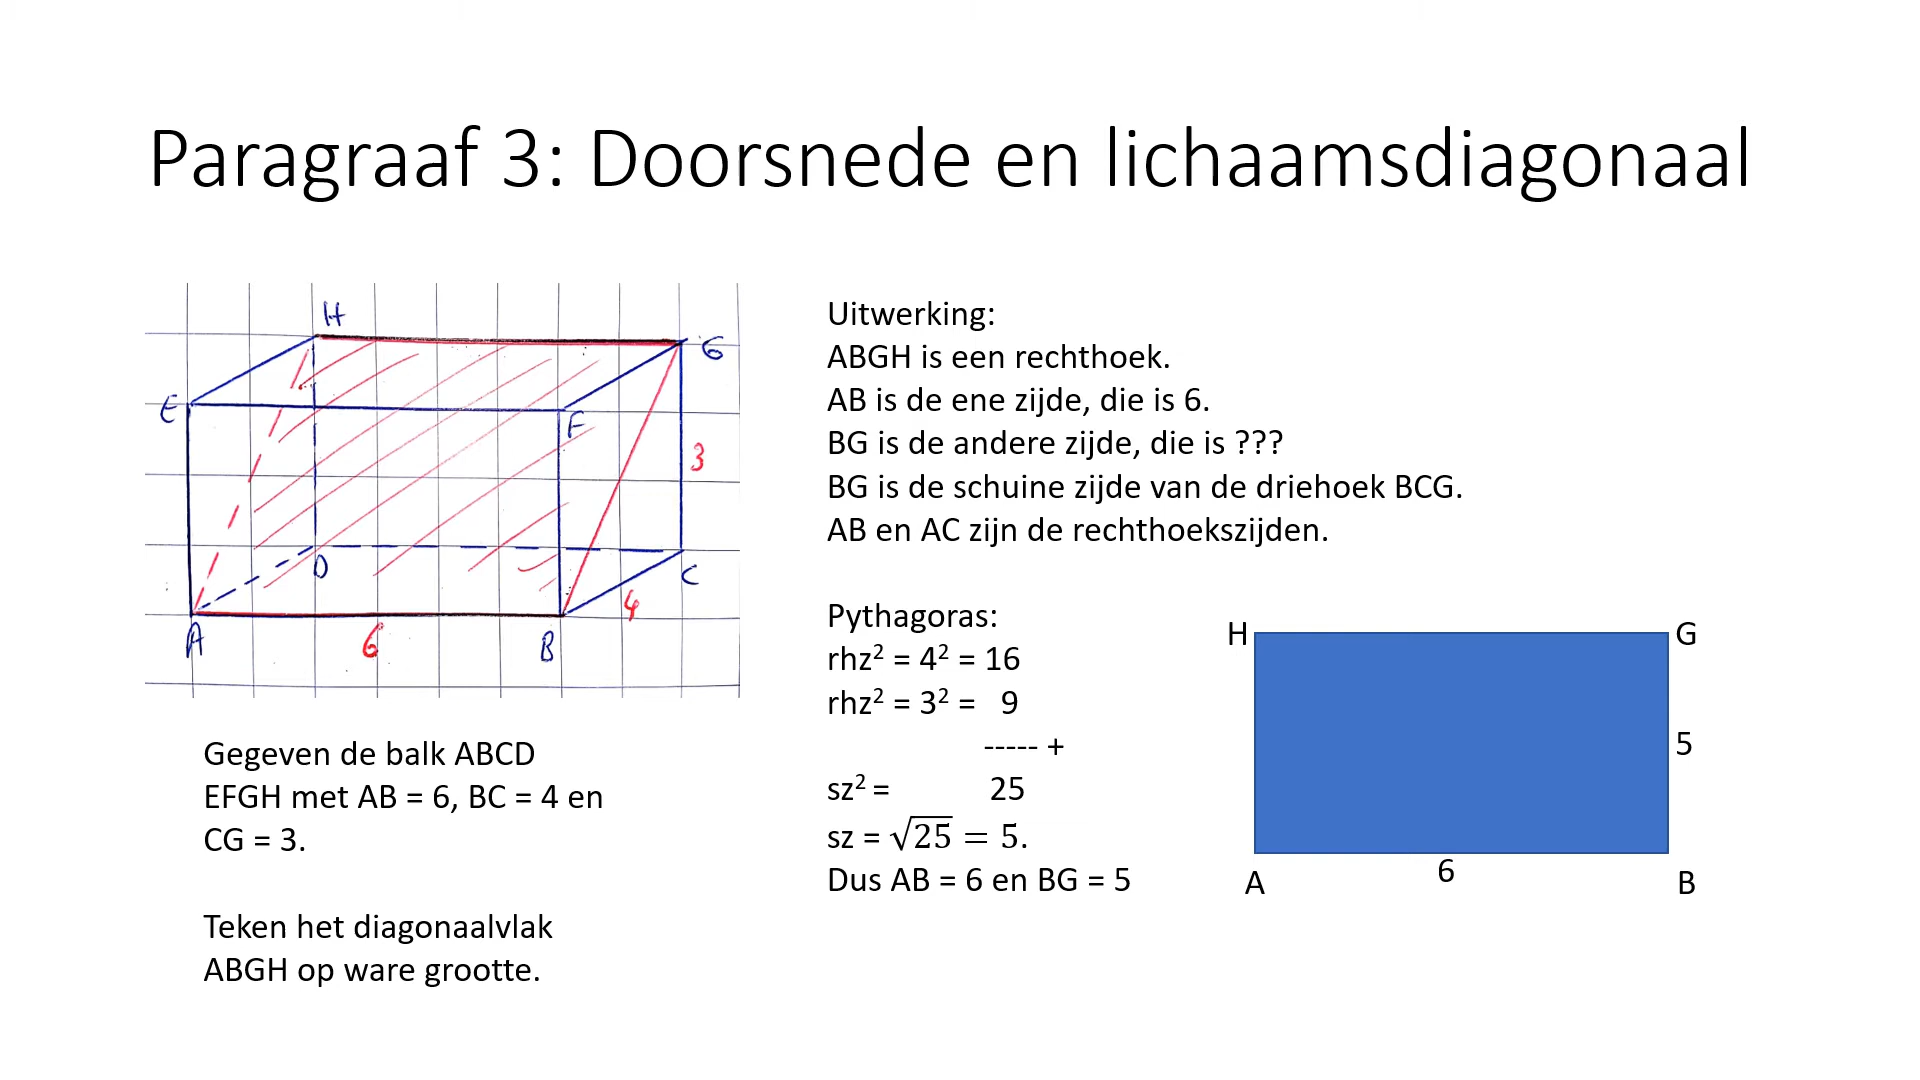 Paragraaf 3: Doorsnede en lichaamsdiagonaal
H
G
E
F
3
D
C
4
A
6
B
Gegeven de balk ABCD
EFGH met AB = 6, BC = 4 en
CG = 3.
Teken het diagonaalvlak
ABGH op ware grootte.
Uitwerking:
ABGH is een rechthoek.
AB is de ene zijde, die is 6.
BG is de andere zijde, die is ???
BG is de schuine zijde van de driehoek BCG.
AB en AC zijn de rechthoekszijden.
Pythagoras:
rhz² = 4² = 16
rhz² = 3² = 9
----- +
sz² = 25
sz = √25 = 5.
Dus AB = 6 en BG = 5
H
G
5
6
A
B